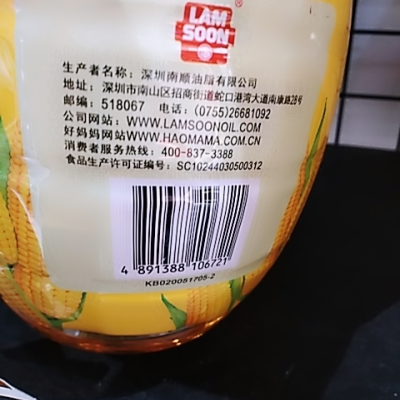 LAM
SOON
生产者名称：深圳南顺油脂有限公司
地址：深圳市南山区招商街道蛇口港湾大道南康路28号
邮编：518067 电话：(0755)26681092
公司网站：WWW.LAMSOONOIL.COM
好妈妈网站：WWW.HAOMAMA.COM.CN
消费者服务热线：400-837-3388
食品生产许可证编号：SC10244030500312
4 891388 106721
KB020051705-2